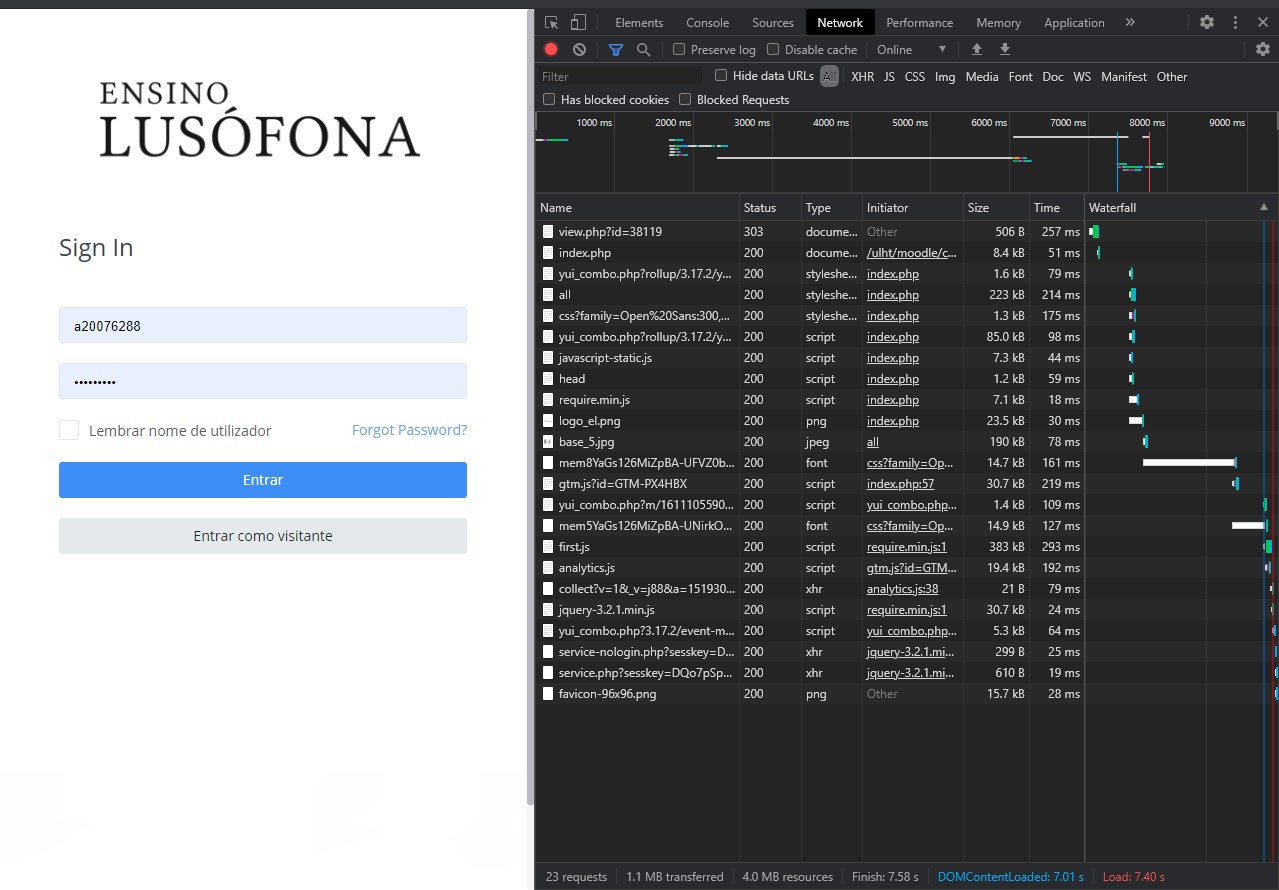 ENSINO
LUSÓFONA
Sign In
a20076288
•••••••••
Lembrar nome de utilizador Forgot Password?
Entrar
Entrar como visitante
Elements Console Sources Network Performance Memory Application »
Preserve log Disable cache Online
Filter Hide data URLs All XHR JS CSS Img Media Font Doc WS Manifest Other
Has blocked cookies Blocked Requests
1000 ms 2000 ms 3000 ms 4000 ms 5000 ms 6000 ms 7000 ms 8000 ms 9000 ms
Name Status Type Initiator Size Time Waterfall
view.php?id=38119 303 docume... Other 506 B 257 ms
index.php 200 docume... /ulht/moodle/c... 8.4 kB 51 ms
yui_combo.php?rollup/3.17.2/y... 200 styleshe... index.php 1.6 kB 79 ms
all 200 styleshe... index.php 223 kB 214 ms
css?family=Open%20Sans:300,... 200 styleshe... index.php 1.3 kB 175 ms
yui_combo.php?rollup/3.17.2/y... 200 script index.php 85.0 kB 98 ms
javascript-static.js 200 script index.php 7.3 kB 44 ms
head 200 script index.php 1.2 kB 59 ms
require.min.js 200 script index.php 7.1 kB 18 ms
logo_el.png 200 png index.php 23.5 kB 30 ms
base_5.jpg 200 jpeg all 190 kB 78 ms
mem8YaGs126MiZpBA-UFVZ0b... 200 font css?family=Op... 14.7 kB 161 ms
gtm.js?id=GTM-PX4HBX 200 script index.php:57 30.7 kB 219 ms
yui_combo.php?m/1611105590... 200 script yui_combo.php... 1.4 kB 109 ms
mem5YaGs126MiZpBA-UNirkO... 200 font css?family=Op... 14.9 kB 127 ms
first.js 200 script require.min.js:1 383 kB 293 ms
analytics.js 200 script gtm.js?id=GTM... 19.4 kB 192 ms
collect?v=1&_v=j88&a=151930... 200 xhr analytics.js:38 21 B 79 ms
jquery-3.2.1.min.js 200 script require.min.js:1 30.7 kB 24 ms
yui_combo.php?3.17.2/event-m... 200 script yui_combo.php... 5.3 kB 64 ms
service-nologin.php?sesskey=D... 200 xhr jquery-3.2.1.mi... 299 B 25 ms
service.php?sesskey=DQo7pSp... 200 xhr jquery-3.2.1.mi... 610 B 19 ms
favicon-96x96.png 200 png Other 15.7 kB 28 ms
23 requests 1.1 MB transferred 4.0 MB resources Finish: 7.58 s DOMContentLoaded: 7.01 s Load: 7.40 s